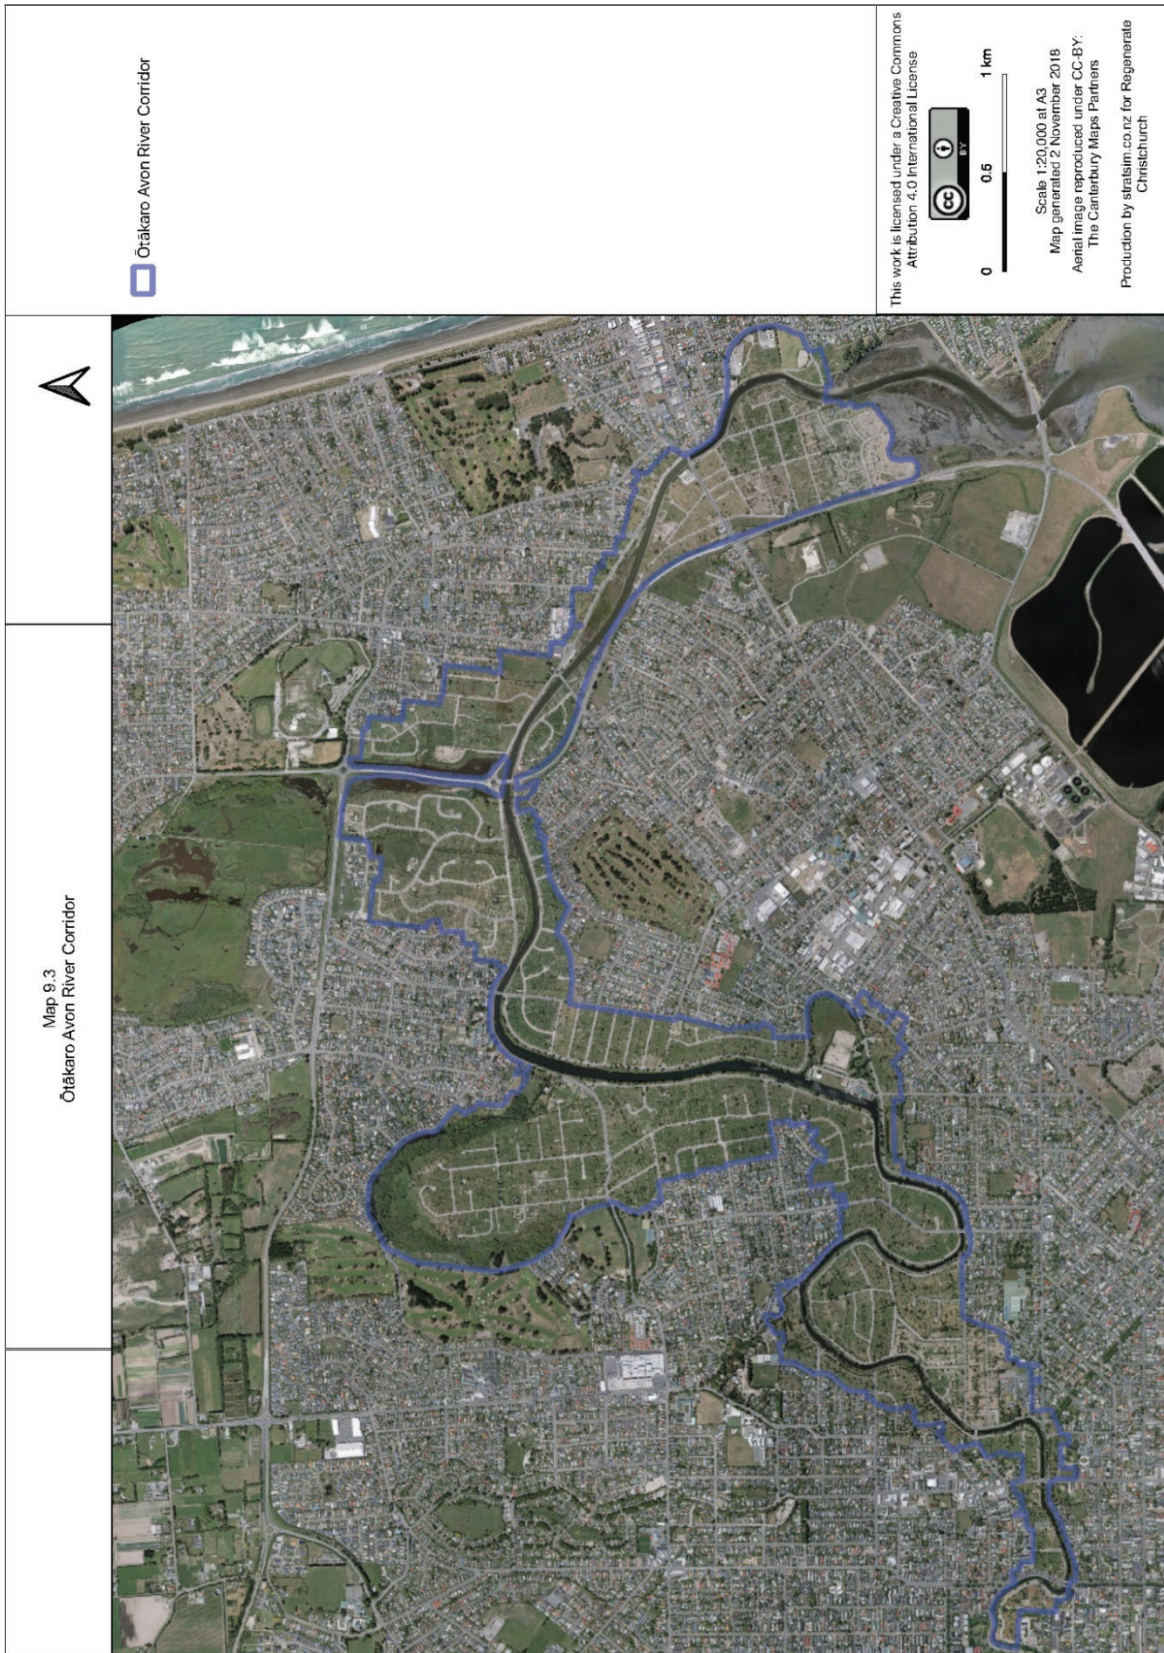 Map 9.3
Ōtākaro Avon River Corridor
Ōtākaro Avon River Corridor
This work is licensed under a Creative Commons
Attribution 4.0 International License
cc
BY
0 0.5 1 km
Scale 1:20,000 at A3
Map generated 2 November 2018
Aerial image reproduced under CC-BY:
The Canterbury Maps Partners
Production by stratsim.co.nz for Regenerate
Christchurch